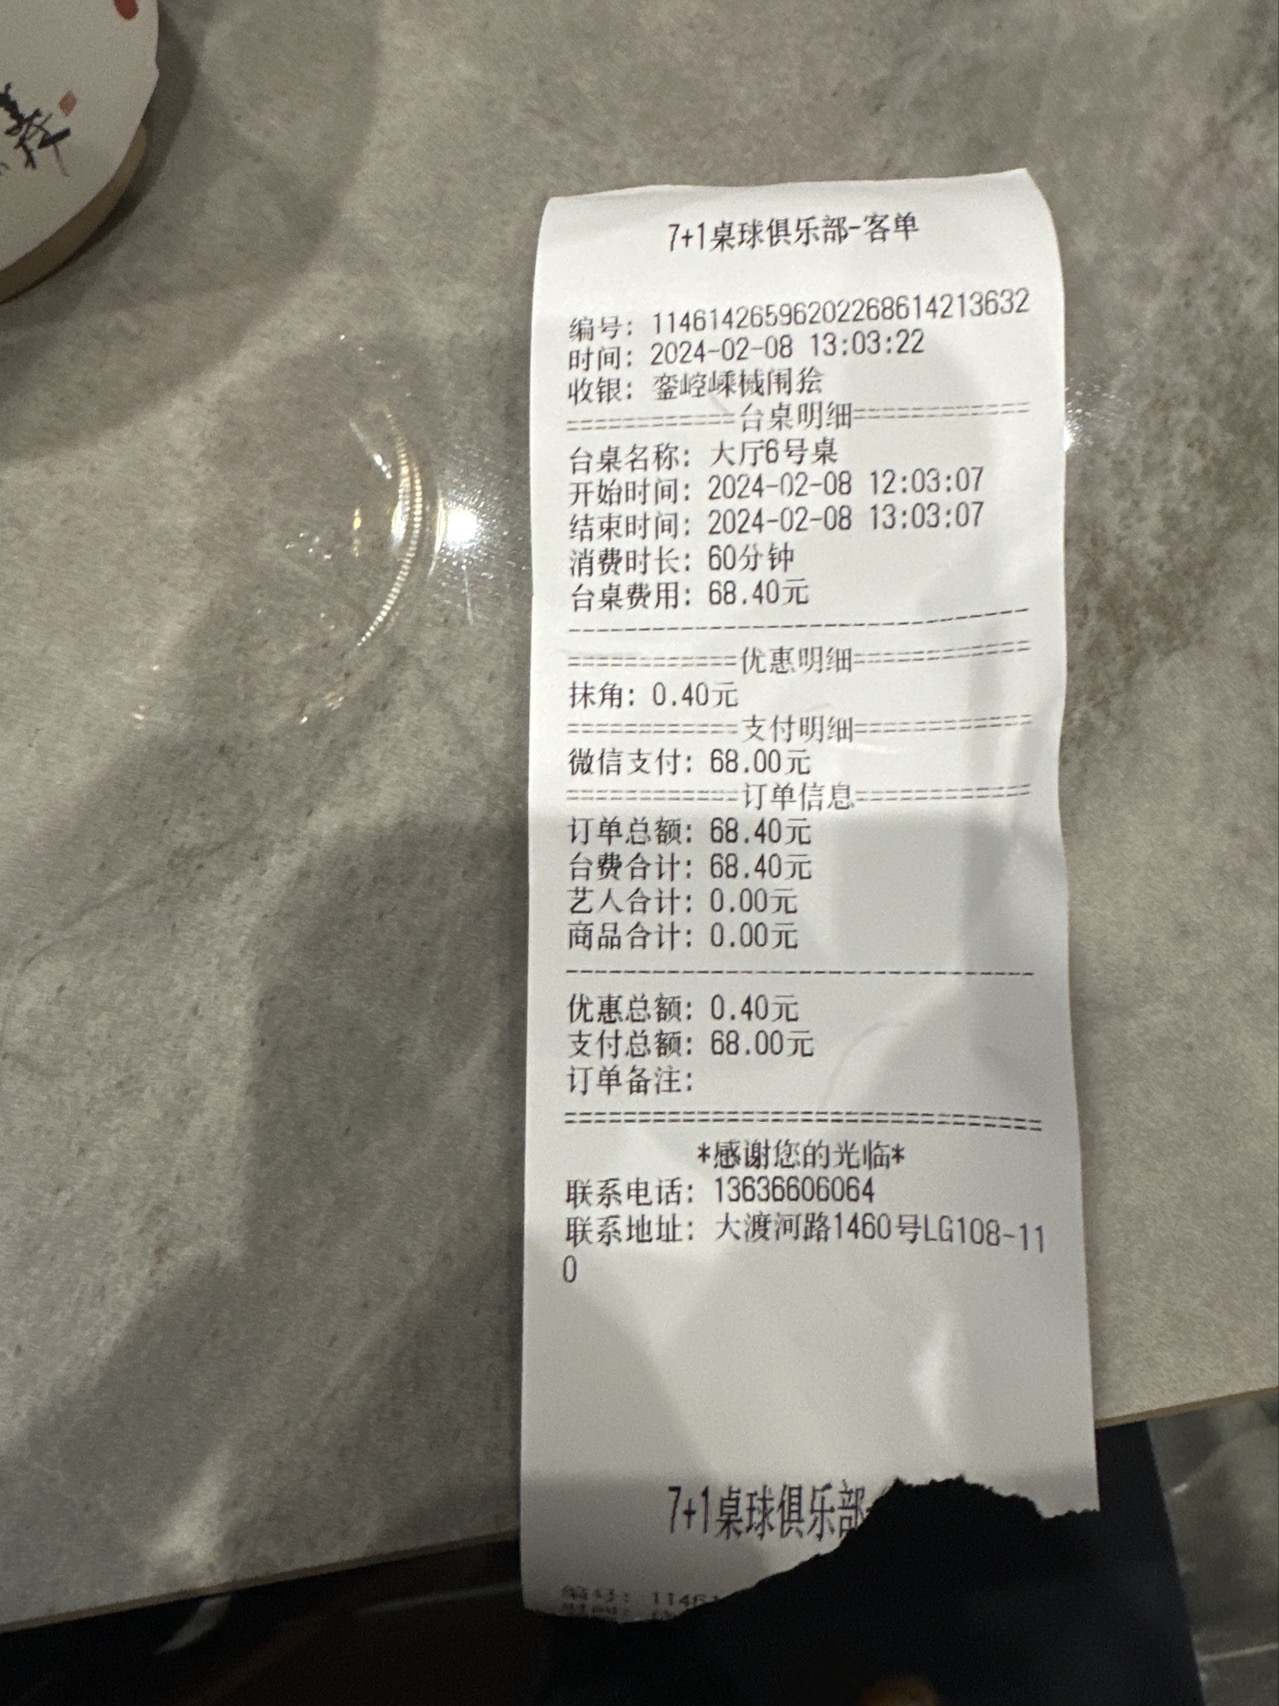 7+1桌球俱乐部-客单
编号: 1146142659620226861421３632
时间: 2024-02-08 13:03:22
收银: 銮崆嵊械闱狯
============台桌明细============
台桌名称: 大厅6号桌
开始时间: 2024-02-08 12:03:07
结束时间: 2024-02-08 13:03:07
消费时长: 60分钟
台桌费用: 68.40元
--------------------------------
============优惠明细============
抹角: 0.40元
============支付明细============
微信支付: 68.00元
============订单信息============
订单总额: 68.40元
台费合计: 68.40元
艺人合计: 0.00元
商品合计: 0.00元
--------------------------------
优惠总额: 0.40元
支付总额: 68.00元
订单备注:
================================
*感谢您的光临*
联系电话: 13636606064
联系地址: 大渡河路1460号LG108-11
0
7+1桌球俱乐部
编号: 1146